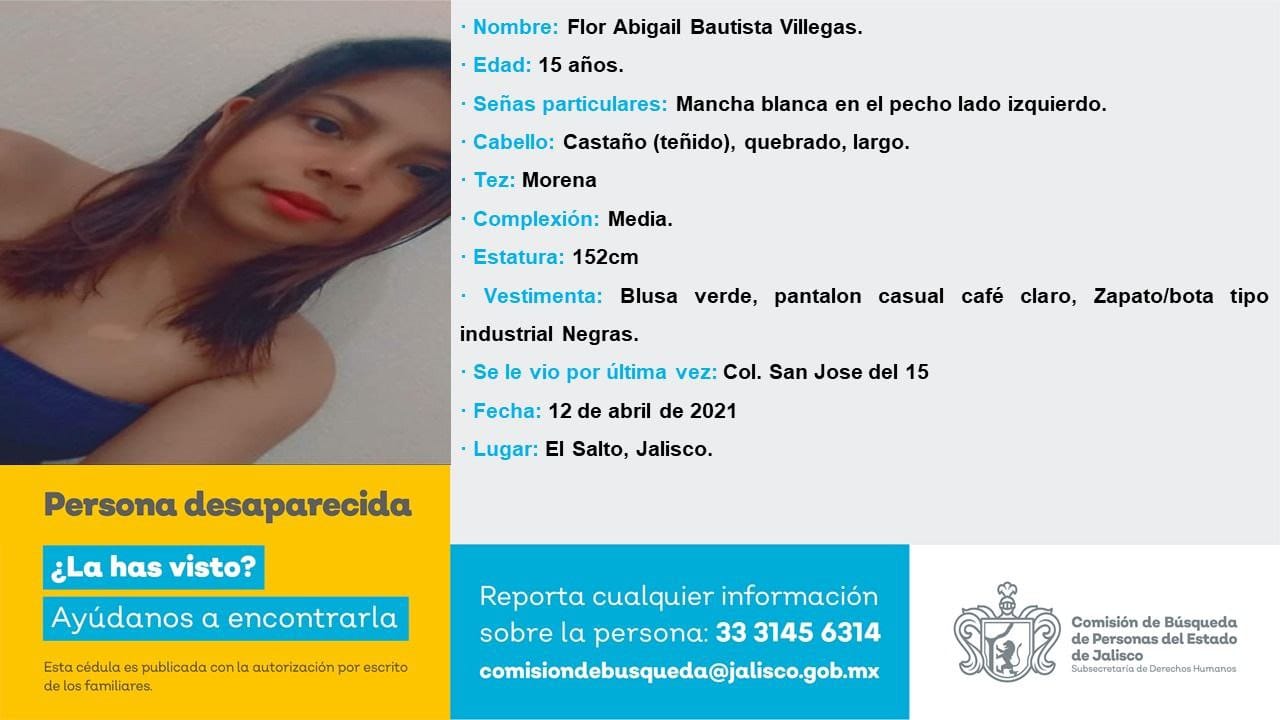 · Nombre: Flor Abigail Bautista Villegas.
· Edad: 15 años.
· Señas particulares: Mancha blanca en el pecho lado izquierdo.
· Cabello: Castaño (teñido), quebrado, largo.
· Tez: Morena
· Complexión: Media.
· Estatura: 152cm
· Vestimenta: Blusa verde, pantalon casual café claro, Zapato/bota tipo
industrial Negras.
· Se le vio por última vez: Col. San Jose del 15
· Fecha: 12 de abril de 2021
· Lugar: El Salto, Jalisco.
Persona desaparecida
¿La has visto?
Ayúdanos a encontrarla
Esta cédula es publicada con la autorización por escrito
de los familiares.
Reporta cualquier información
sobre la persona: 33 3145 6314
comisiondebusqueda@jalisco.gob.mx
Comisión de Búsqueda
de Personas del Estado
de Jalisco
Subsecretaría de Derechos Humanos